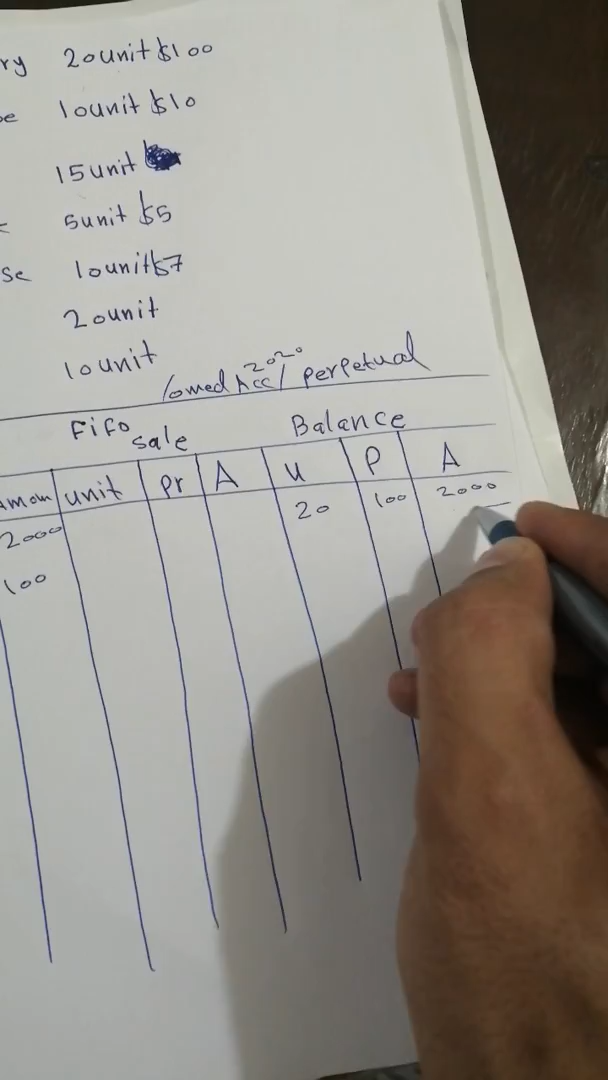 ry 20unit $100
e 10unit $10
15unit
5unit $5
se 10unit $7
20unit
10unit
Acc/2020 perpetual
Fifo sale Balance
Amoun unit Pr A u P A
20 100 2000
2000
100